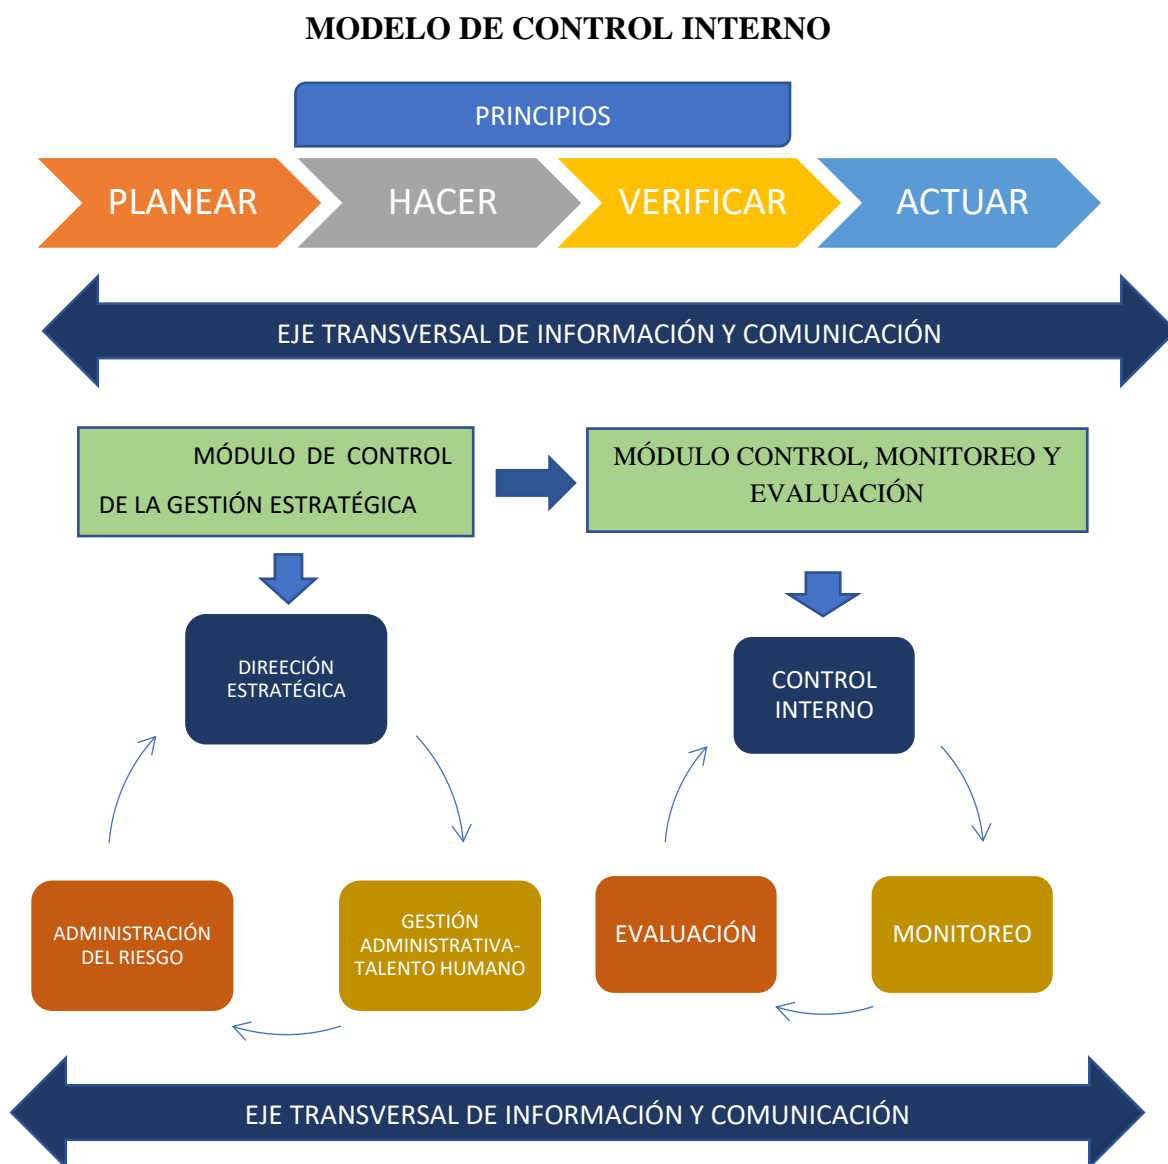 MODELO DE CONTROL INTERNO
PRINCIPIOS
PLANEAR
HACER
VERIFICAR
ACTUAR
EJE TRANSVERSAL DE INFORMACIÓN Y COMUNICACIÓN
MÓDULO DE CONTROL
DE LA GESTIÓN ESTRATÉGICA
MÓDULO CONTROL, MONITOREO Y
EVALUACIÓN
DIREECIÓN
ESTRATÉGICA
GESTIÓN
ADMINISTRATIVA-
TALENTO HUMANO
ADMINISTRACIÓN
DEL RIESGO
CONTROL
INTERNO
MONITOREO
EVALUACIÓN
EJE TRANSVERSAL DE INFORMACIÓN Y COMUNICACIÓN